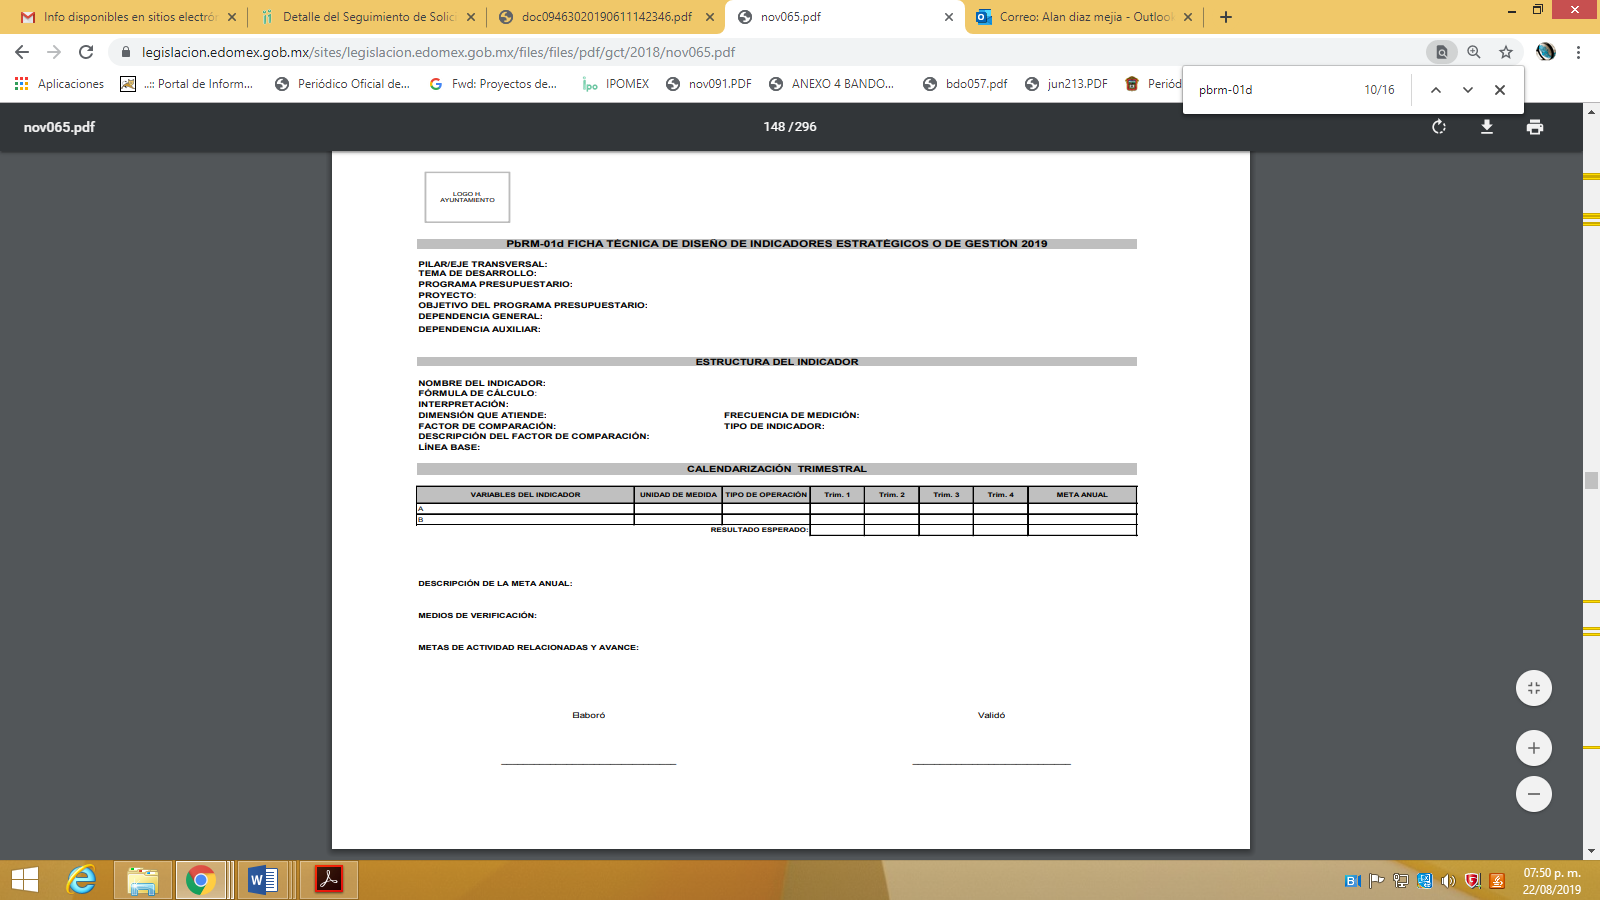 Info disponibles en sitios electrón
Detalle del Seguimiento de Solici
doc09463020190611142346.pdf
nov065.pdf
Correo: Alan diaz mejia - Outlook
legislacion.edomex.gob.mx/sites/legislacion.edomex.gob.mx/files/files/pdf/gct/2018/nov065.pdf
Aplicaciones
..:: Portal de Inform...
Periódico Oficial de...
Fwd: Proyectos de...
IPOMEX
nov091.PDF
ANEXO 4 BANDO...
bdo057.pdf
jun213.PDF
Periód
pbrm-01d
10/16
nov065.pdf
148 / 296
LOGO H.
AYUNTAMIENTO
PbRM-01d FICHA TÉCNICA DE DISEÑO DE INDICADORES ESTRATÉGICOS O DE GESTIÓN 2019
PILAR/EJE TRANSVERSAL:
TEMA DE DESARROLLO:
PROGRAMA PRESUPUESTARIO:
PROYECTO:
OBJETIVO DEL PROGRAMA PRESUPUESTARIO:
DEPENDENCIA GENERAL:
DEPENDENCIA AUXILIAR:
ESTRUCTURA DEL INDICADOR
NOMBRE DEL INDICADOR:
FÓRMULA DE CÁLCULO:
INTERPRETACIÓN:
DIMENSIÓN QUE ATIENDE: FRECUENCIA DE MEDICIÓN:
FACTOR DE COMPARACIÓN: TIPO DE INDICADOR:
DESCRIPCIÓN DEL FACTOR DE COMPARACIÓN:
LÍNEA BASE:
CALENDARIZACIÓN TRIMESTRAL
VARIABLES DEL INDICADOR UNIDAD DE MEDIDA TIPO DE OPERACIÓN Trim. 1 Trim. 2 Trim. 3 Trim. 4 META ANUAL
A
B
RESULTADO ESPERADO:
DESCRIPCIÓN DE LA META ANUAL:
MEDIOS DE VERIFICACIÓN:
METAS DE ACTIVIDAD RELACIONADAS Y AVANCE:
Elaboró Validó
07:50 p. m.
22/08/2019